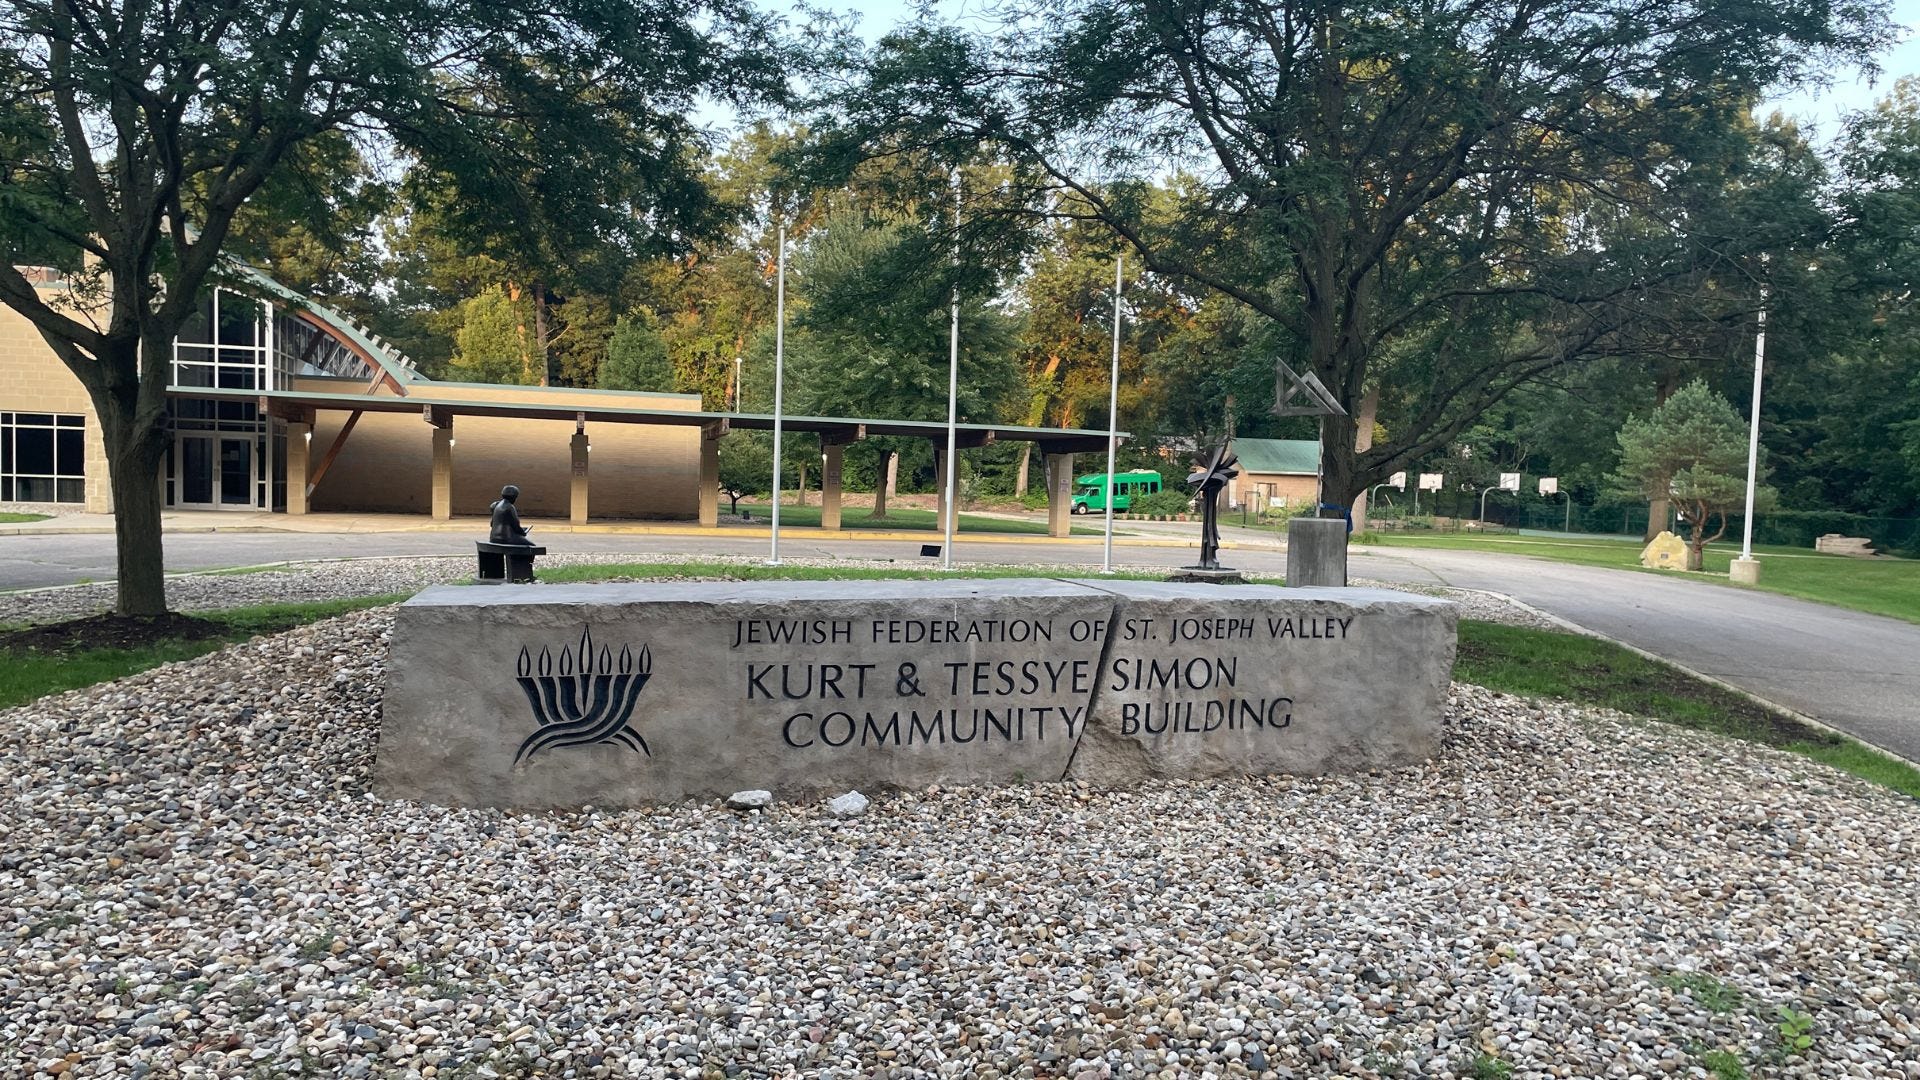 JEWISH FEDERATION OF ST. JOSEPH VALLEY
KURT & TESSYE SIMON
COMMUNITY BUILDING